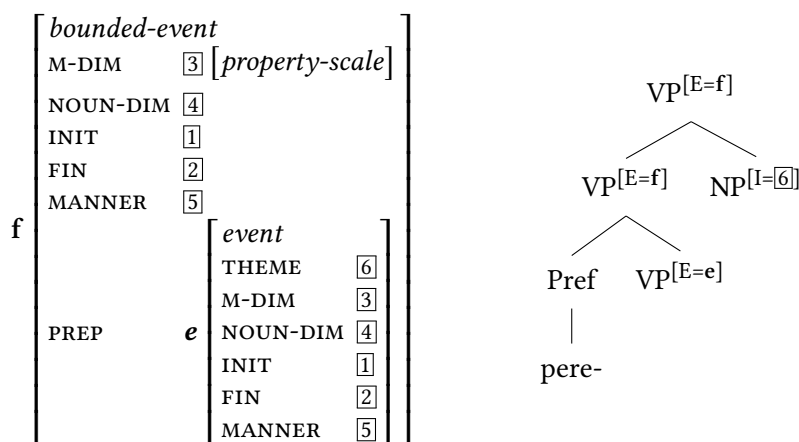 bounded-event
M-DIM 3 [property-scale]
NOUN-DIM 4
INIT 1
FIN 2
MANNER 5
f
event
THEME 6
M-DIM 3
PREP e NOUN-DIM 4
INIT 1
FIN 2
MANNER 5
VP[E=f]
VP[E=f] NP[I=6]
Pref VP[E=e]
pere-